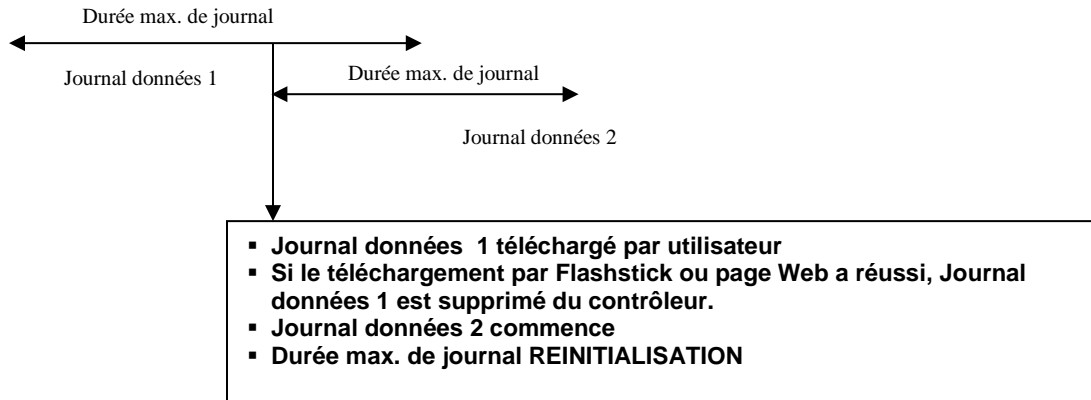 Durée max. de journal
Journal données 1
Durée max. de journal
Journal données 2
▪ Journal données  1 téléchargé par utilisateur
▪ Si le téléchargement par Flashstick ou page Web a réussi, Journal
données 1 est supprimé du contrôleur.
▪ Journal données 2 commence
▪ Durée max. de journal REINITIALISATION